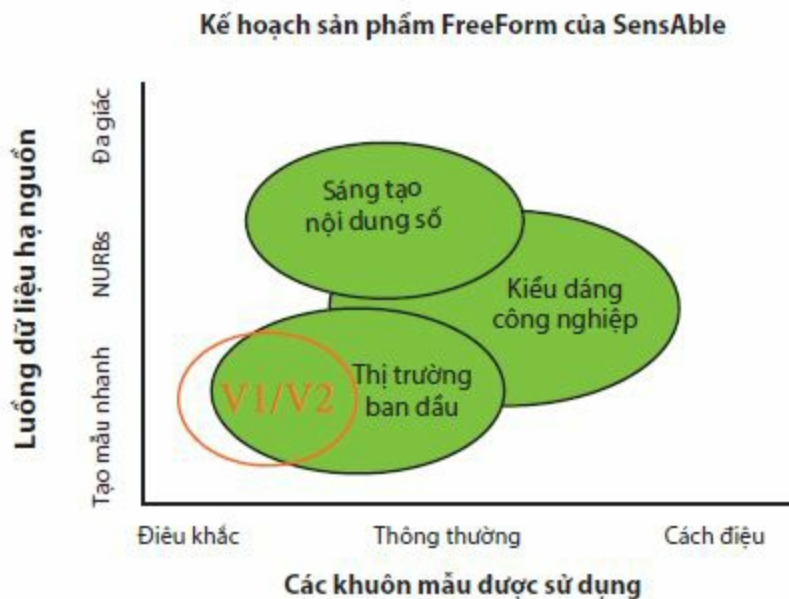 Kế hoạch sản phẩm FreeForm của SensAble
Luồng dữ liệu hạ nguồn
Đa giác
NURBs
Tạo mẫu nhanh
Sáng tạo
nội dung số
Kiểu dáng
công nghiệp
V1/V2
Thị trường
ban dầu
Điêu khắc
Thông thường
Cách điệu
Các khuôn mẫu dược sử dụng